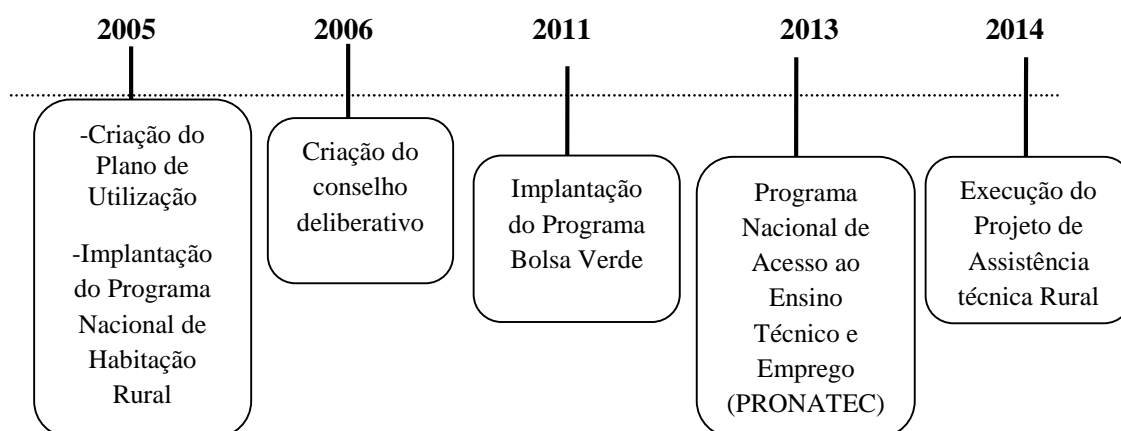 2005 2006 2011 2013 2014
-Criação do
Plano de
Utilização
-Implantação
do Programa
Nacional de
Habitação
Rural
Criação do
conselho
deliberativo
Implantação
do Programa
Bolsa Verde
Programa
Nacional de
Acesso ao
Ensino
Técnico e
Emprego
(PRONATEC)
Execução do
Projeto de
Assistência
técnica Rural